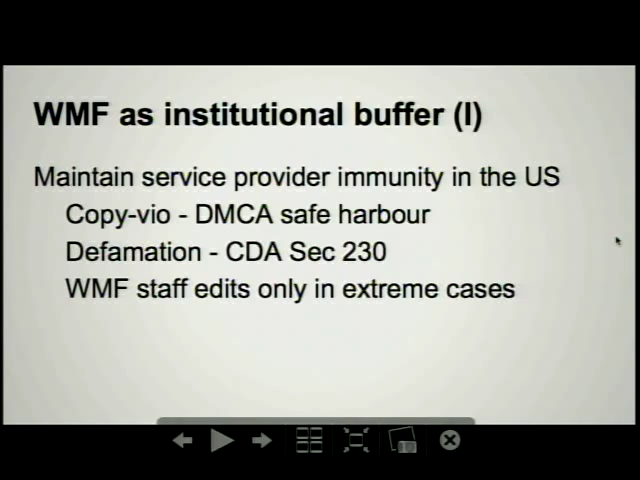 WMF as institutional buffer (I)
Maintain service provider immunity in the US
Copy-vio - DMCA safe harbour
Defamation - CDA Sec 230
WMF staff edits only in extreme cases